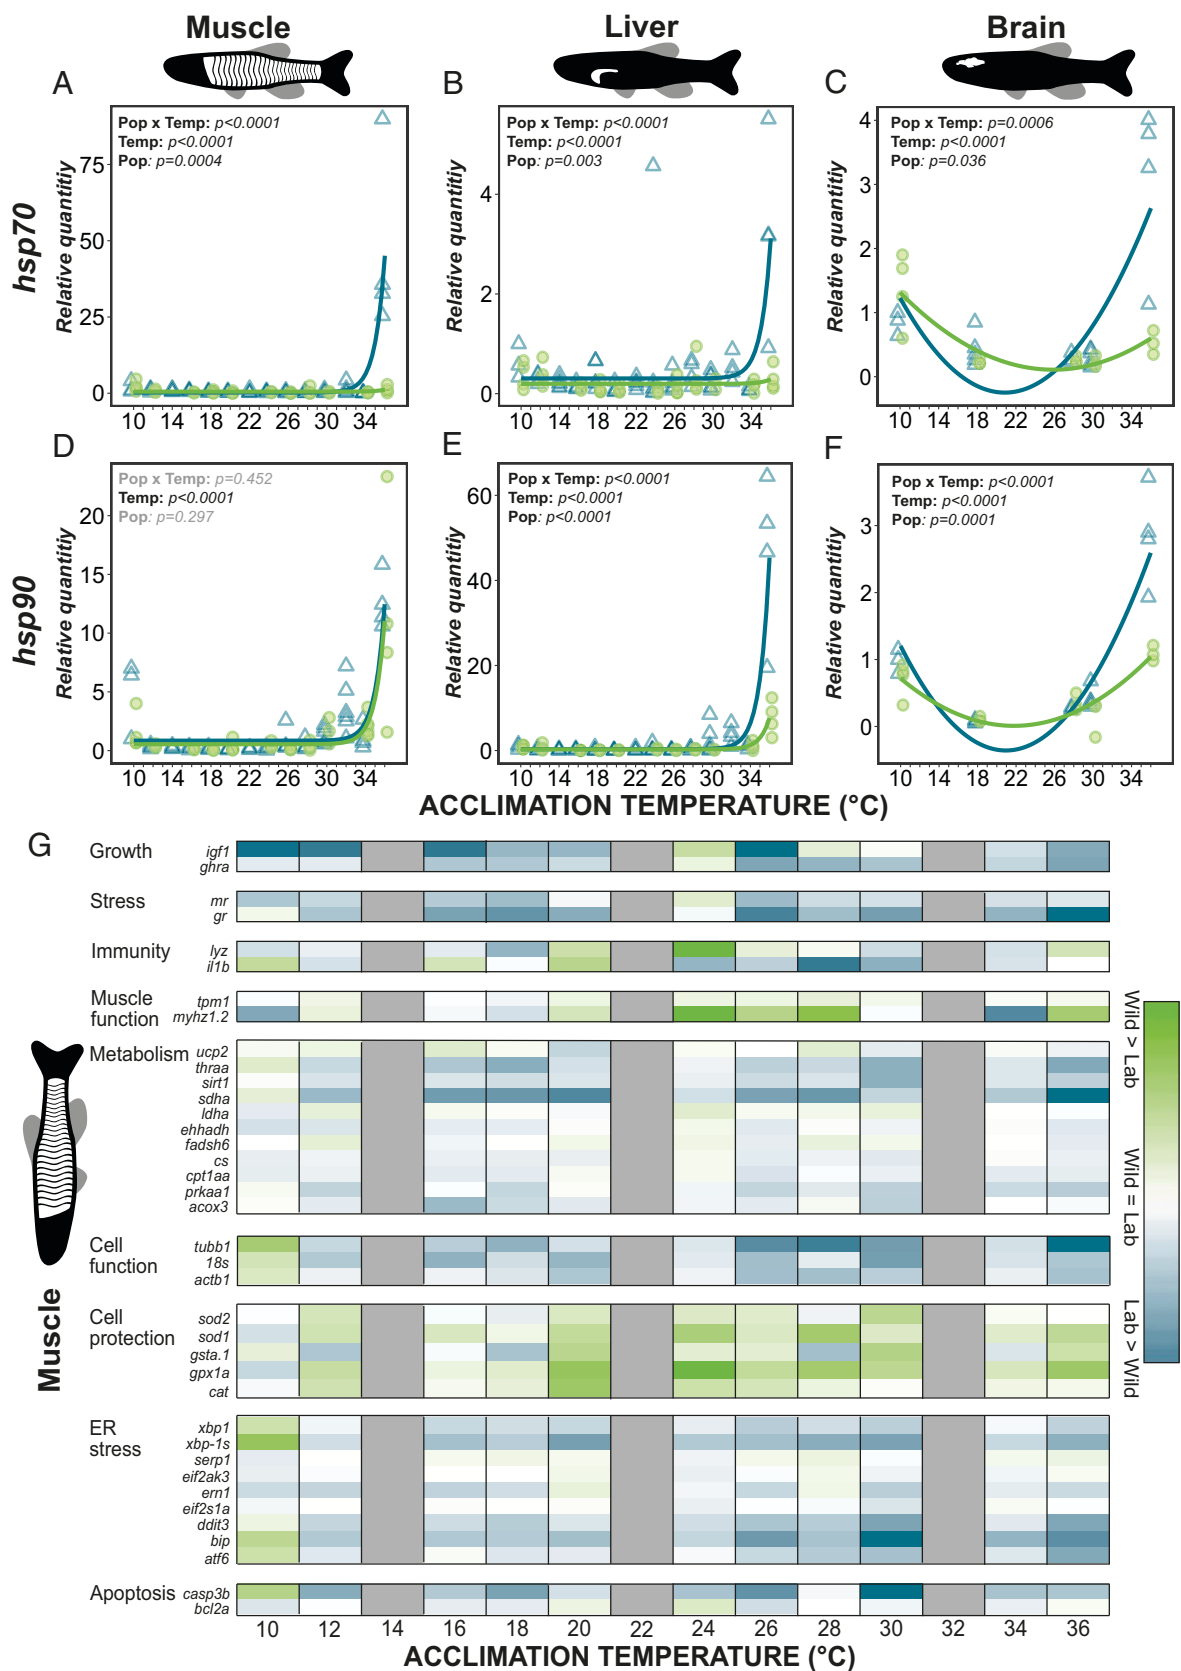 Muscle
Liver
Brain
A
B
C
Pop x Temp: p<0.0001
Temp: p<0.0001
Pop: p=0.0004
Pop x Temp: p<0.0001
Temp: p<0.0001
Pop: p=0.003
Pop x Temp: p=0.0006
Temp: p<0.0001
Pop: p=0.036
hsp70
Relative quantitiy
75
50
25
0
Relative quantitiy
4
2
0
Relative quantitiy
4
3
2
1
0
10 14 18 22 26 30 34
10 14 18 22 26 30 34
10 14 18 22 26 30 34
D
E
F
Pop x Temp: p=0.452
Temp: p<0.0001
Pop: p=0.297
Pop x Temp: p<0.0001
Temp: p<0.0001
Pop: p<0.0001
Pop x Temp: p<0.0001
Temp: p<0.0001
Pop: p=0.0001
hsp90
Relative quantitiy
20
15
10
5
0
Relative quantitiy
60
40
20
0
Relative quantitiy
3
2
1
0
10 14 18 22 26 30 34
10 14 18 22 26 30 34
10 14 18 22 26 30 34
ACCLIMATION TEMPERATURE (°C)
G
Growth
igf1
ghra
Stress
mr
gr
Immunity
lyz
il1b
Muscle
function
tpm1
myhz1.2
Metabolism
ucp2
thraa
sirt1
sdha
ldha
ehhadh
fadsh6
cs
cpt1aa
prkaa1
acox3
Cell
function
tubb1
18s
actb1
Cell
protection
sod2
sod1
gsta.1
gpx1a
cat
ER
stress
xbp1
xbp-1s
serp1
eif2ak3
ern1
eif2s1a
ddit3
bip
atf6
Apoptosis
casp3b
bcl2a
Muscle
Wild > Lab
Wild = Lab
Lab > Wild
10 12 14 16 18 20 22 24 26 28 30 32 34 36
ACCLIMATION TEMPERATURE (°C)